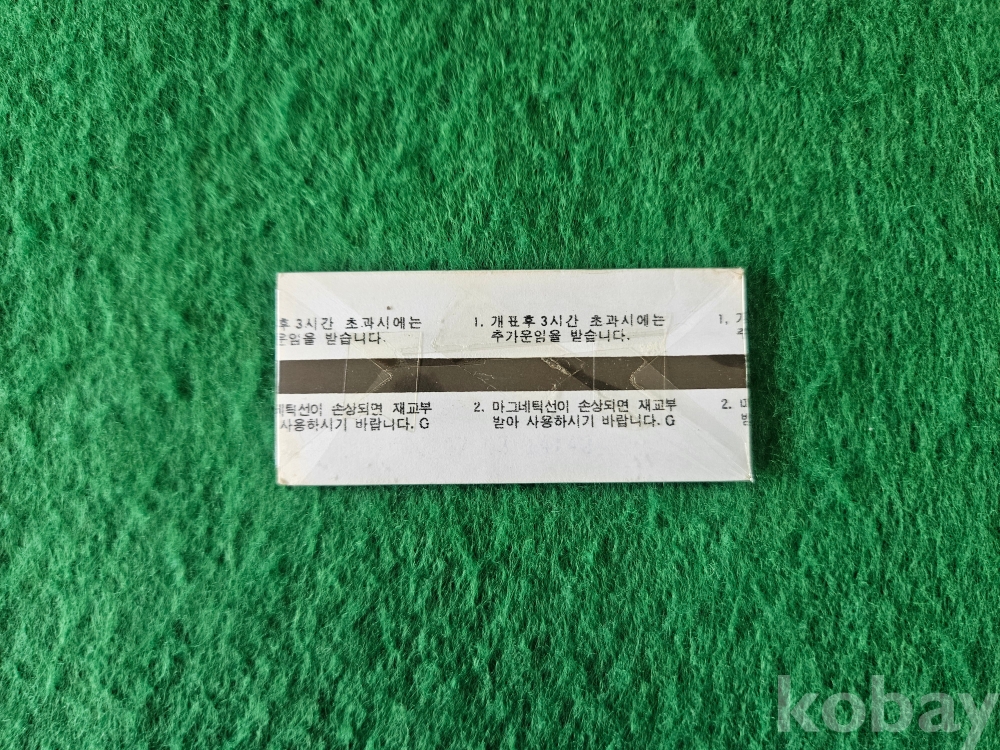 후 3시간 초과시에는
운임을 받습니다.
1. 개표후 3시간 초과시에는
추가운임을 받습니다.
1.
네틱선이 손상되면 재교부
사용하시기 바랍니다. G
2. 마그네틱선이 손상되면 재교부
받아 사용하시기 바랍니다. G
2.
kobay